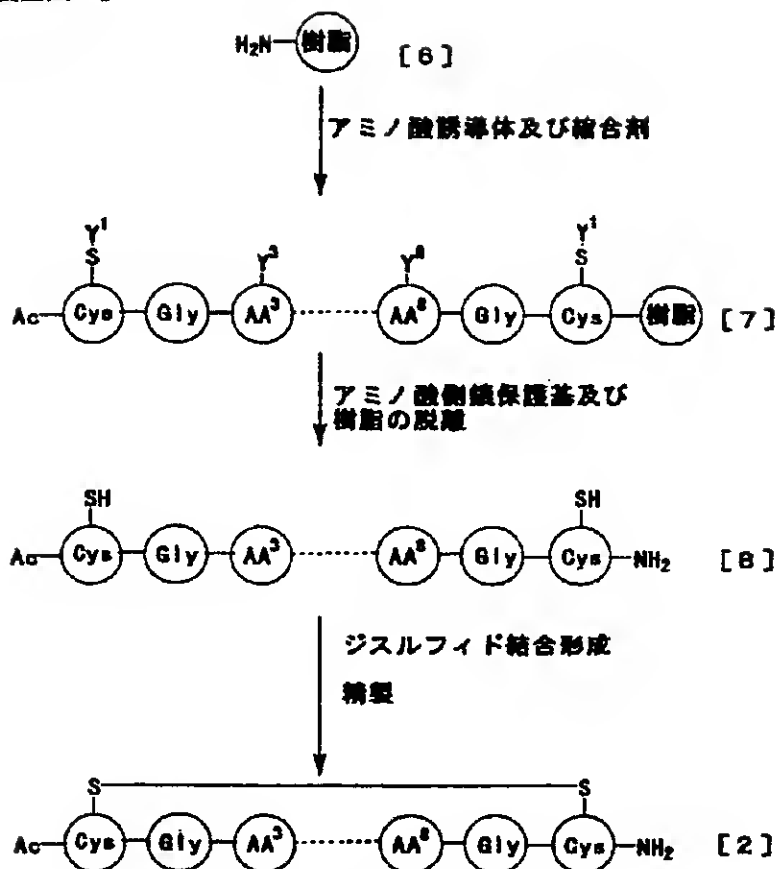 H₂N—樹脂 [6]
アミノ酸誘導体及び縮合剤
Y¹ Y¹
S Y³ Y⁸ S
Ac—Cys—Gly—AA³ AA⁸—Gly—Cys—樹脂 [7]
アミノ酸側鎖保護基及び
樹脂の脱離
SH SH
Ac—Cys—Gly—AA³ AA⁸—Gly—Cys—NH₂ [8]
ジスルフィド結合形成
精製
S S
Ac—Cys—Gly—AA³ AA⁸—Gly—Cys—NH₂ [2]